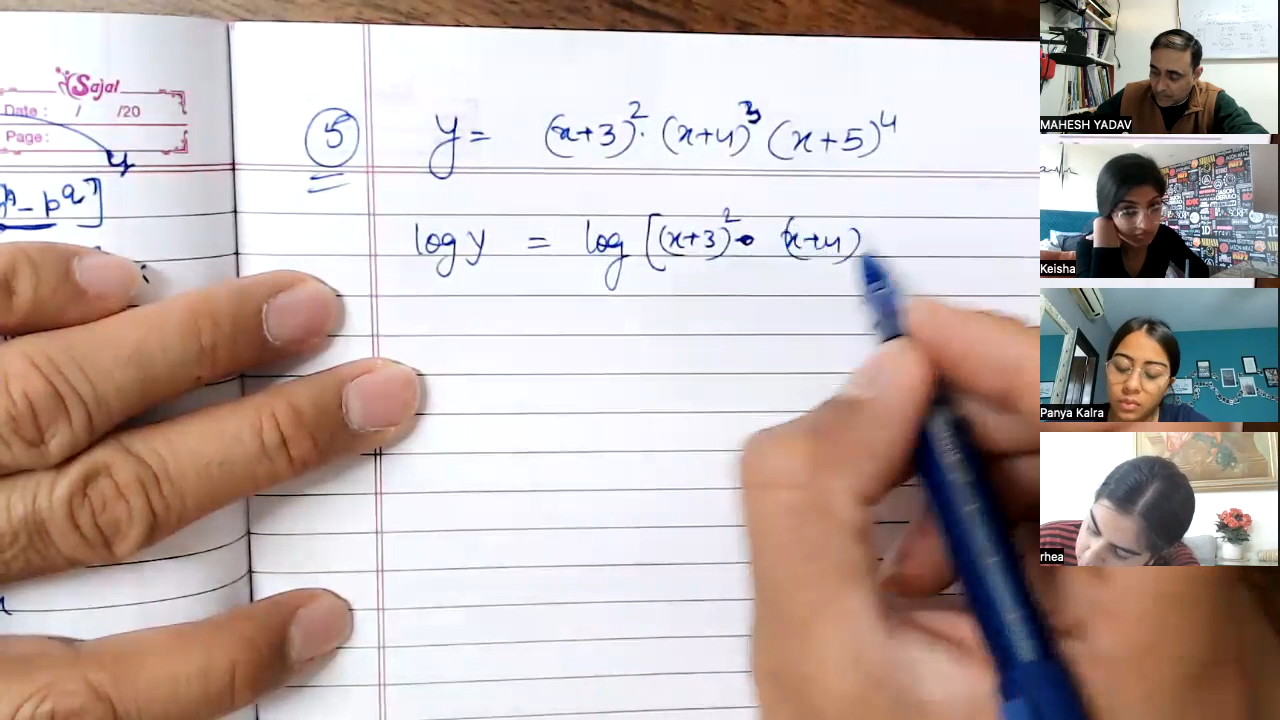 Sajal
Date: / /20
Page:
5 y = (x+3)². (x+4)³ (x+5)⁴
log y = log [(x+3)² • (x+4)
MAHESH YADAV
Keisha
Panya Kalra
rhea